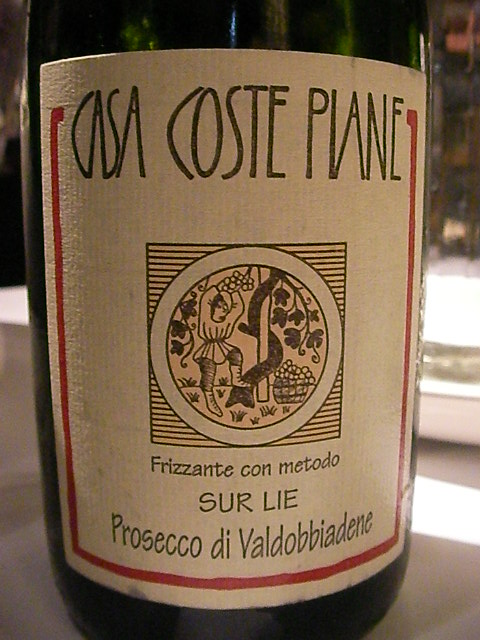 CASA COSTE PIANE
Frizzante con metodo
SUR LIE
Prosecco di Valdobbiadene